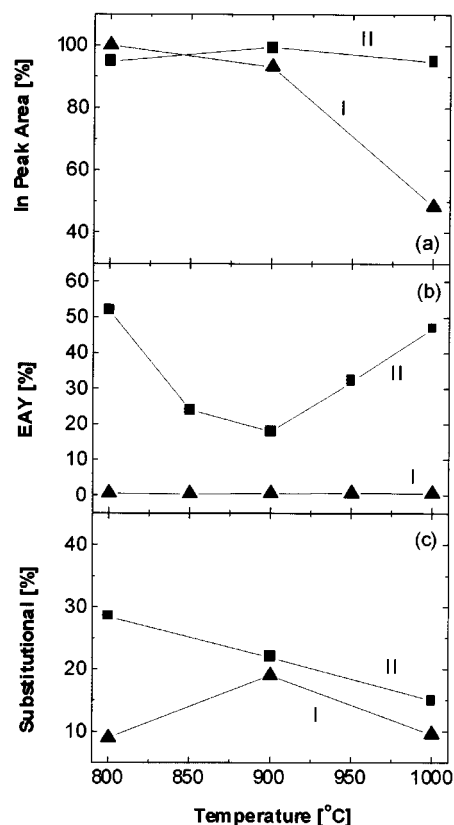 100
80
60
40
In Peak Area [%]
II
I
(a)
60
50
40
30
20
10
0
EAY [%]
(b)
II
I
40
30
20
10
Substitutional [%]
(c)
II
I
800 850 900 950 1000
Temperature [°C]